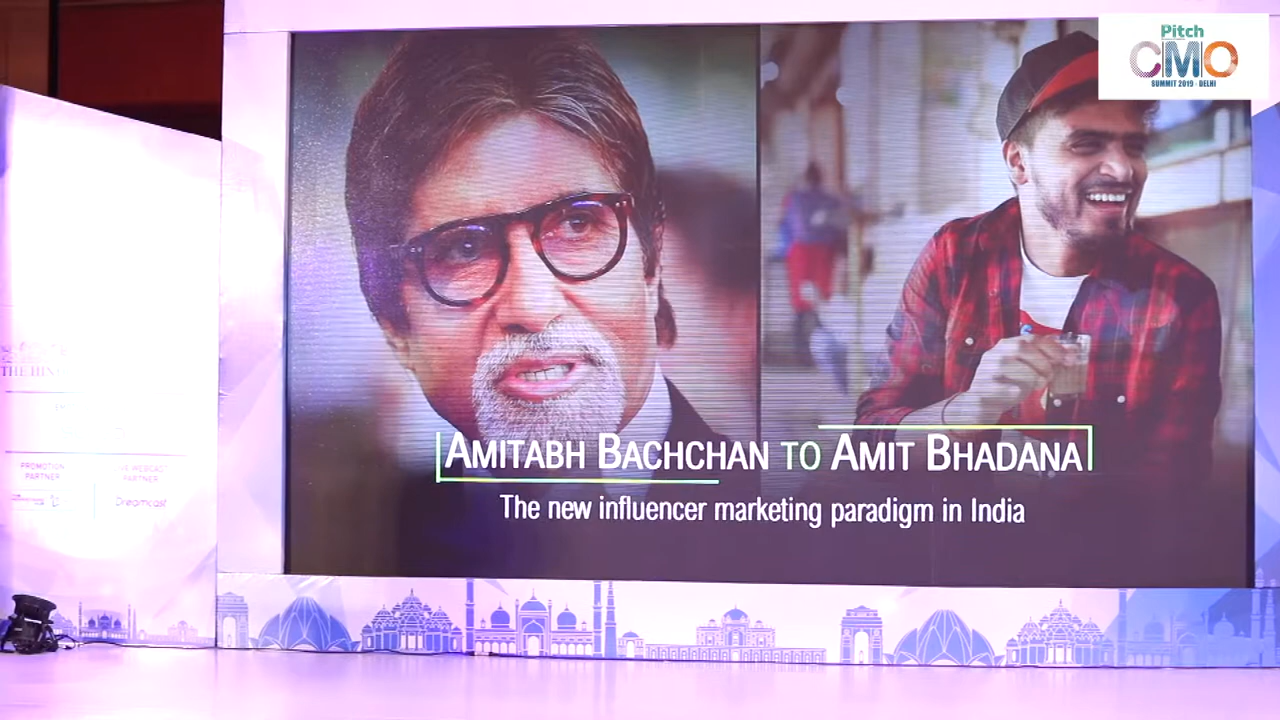 Pitch
CMO
SUMMIT 2019 - DELHI
AMITABH BACHCHAN TO AMIT BHADANA
The new influencer marketing paradigm in India
THE HIN
PROMOTION
PARTNER
WEBCAST
PARTNER
Dreamcast